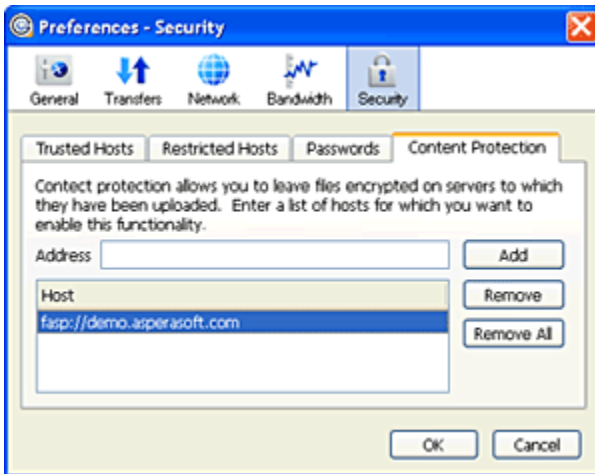 Preferences - Security
General Transfers Network Bandwidth Security
Trusted Hosts Restricted Hosts Passwords Content Protection
Contect protection allows you to leave files encrypted on servers to which
they have been uploaded. Enter a list of hosts for which you want to
enable this functionality.
Address Add
Host Remove
fasp://demo.asperasoft.com
Remove All
OK Cancel